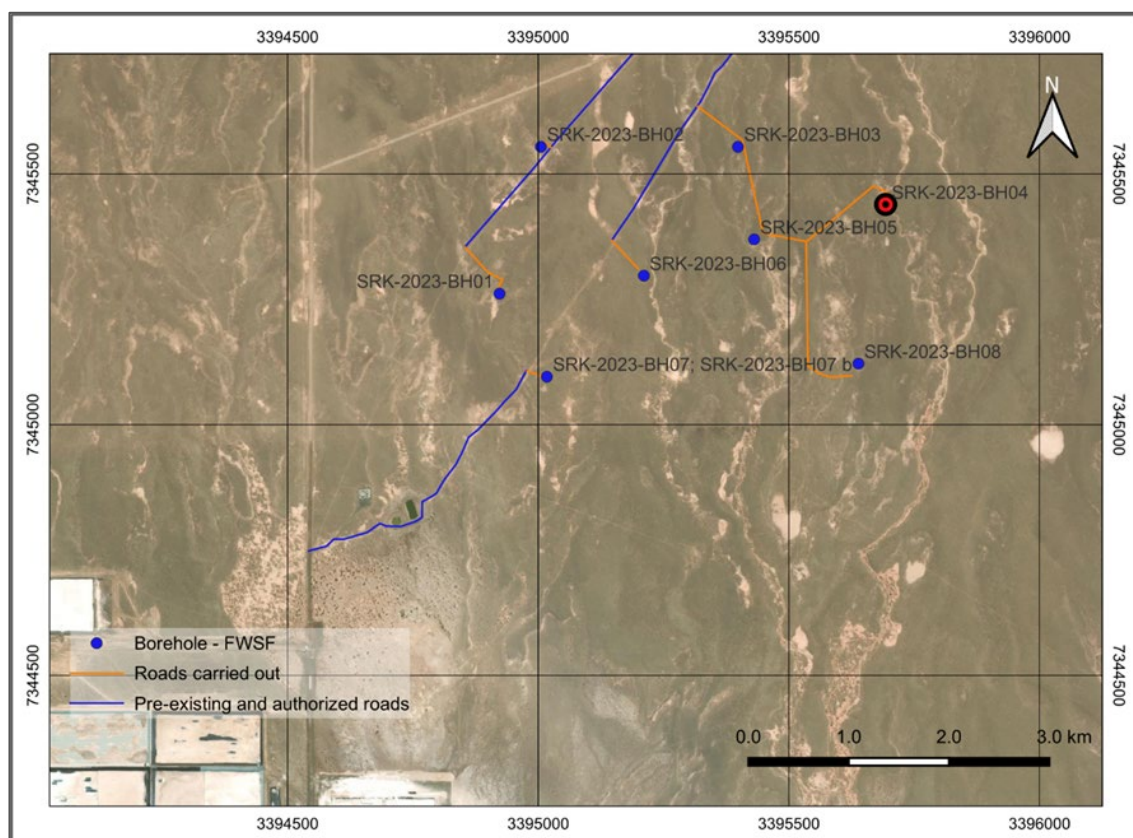 3394500 3395000 3395500 3396000
N
SRK-2023-BH02 SRK-2023-BH03
7345500 7345500
SRK-2023-BH04
SRK-2023-BH05
SRK-2023-BH06
SRK-2023-BH01
SRK-2023-BH07; SRK-2023-BH07 b SRK-2023-BH08
7345000 7345000
Borehole - FWSF
Roads carried out
7344500 7344500
Pre-existing and authorized roads
0.0 1.0 2.0 3.0 km
3394500 3395000 3395500 3396000